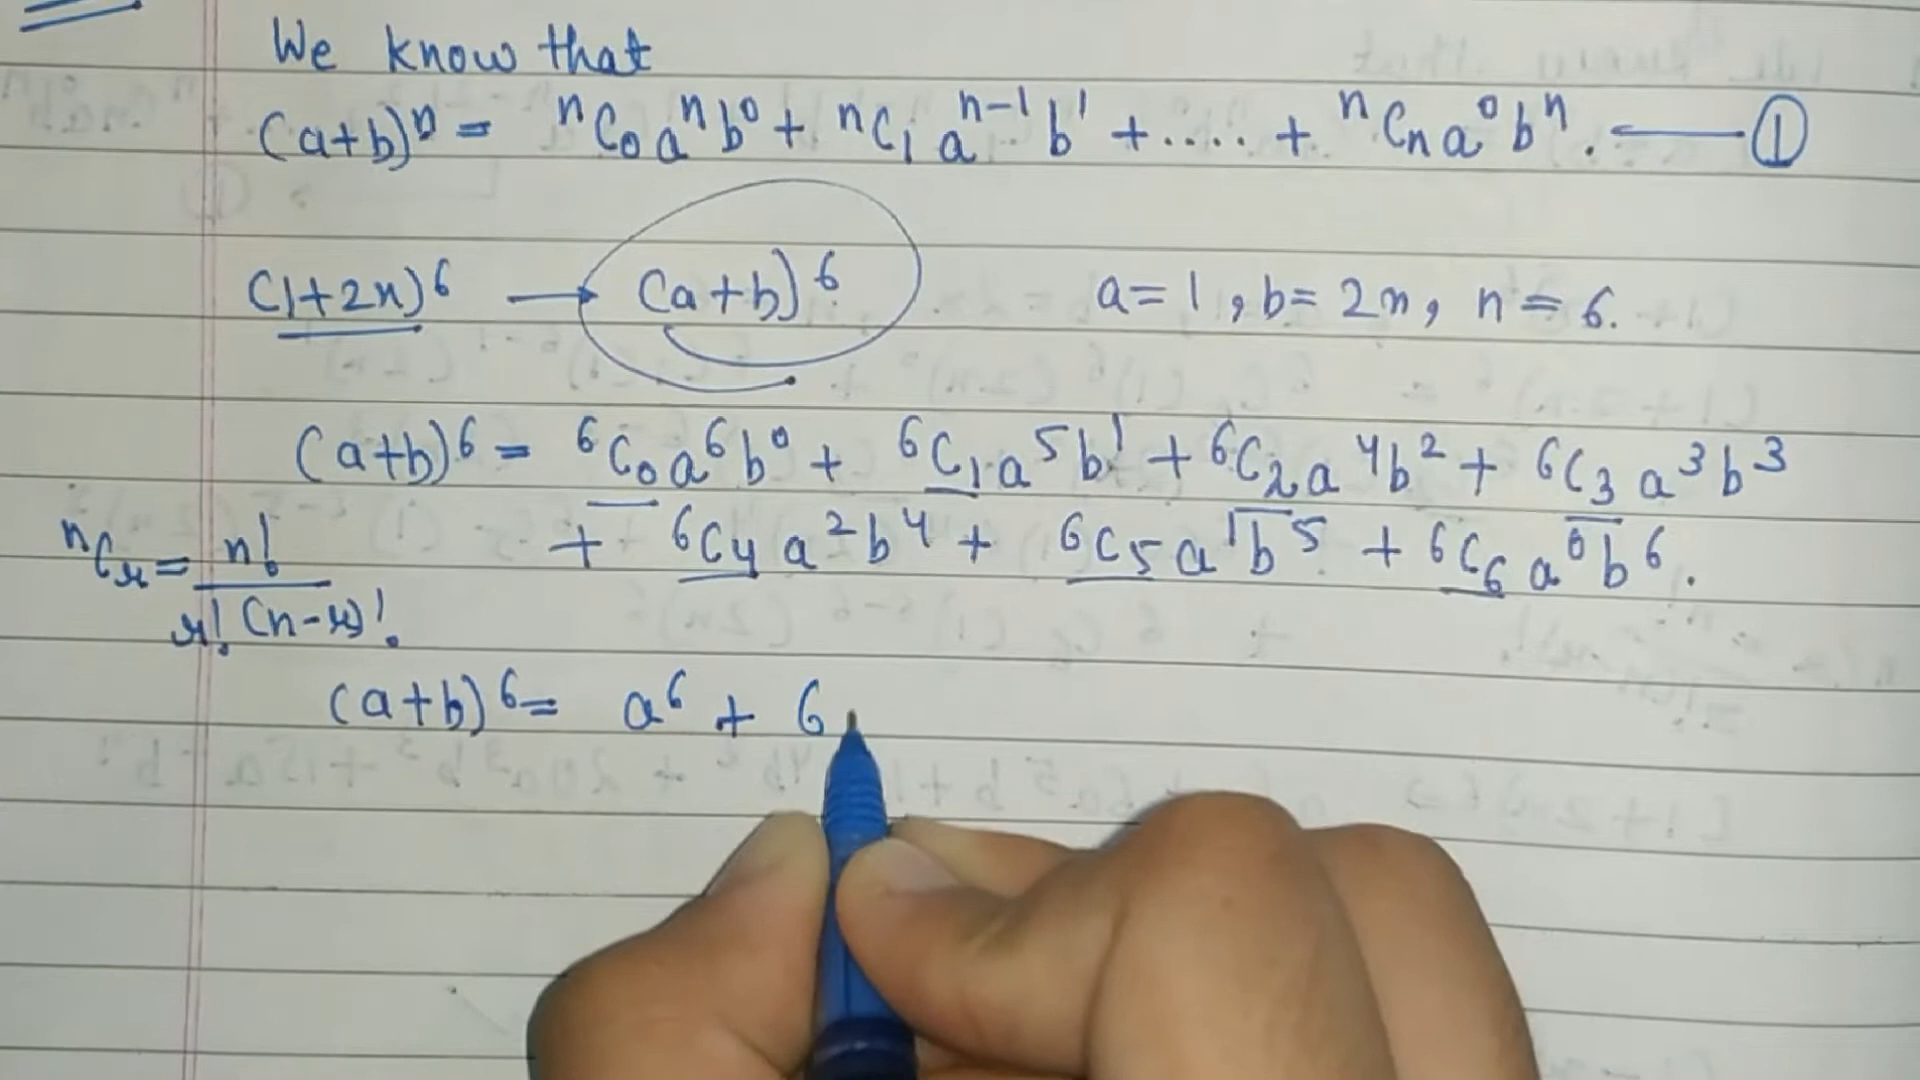 We know that
(a+b)ⁿ = ⁿC₀aⁿb⁰ + ⁿC₁aⁿ⁻¹b¹ + ..... + ⁿCₙa⁰bⁿ. —— ①
(1+2x)⁶ → (a+b)⁶ a=1, b=2x, n=6.
(a+b)⁶ = ⁶C₀a⁶b⁰ + ⁶C₁a⁵b¹ + ⁶C₂a⁴b² + ⁶C₃a³b³
+ ⁶C₄a²b⁴ + ⁶C₅a¹b⁵ + ⁶C₆a⁰b⁶.
ⁿCᵣ = n! / r!(n-r)!.
(a+b)⁶ = a⁶ + 6